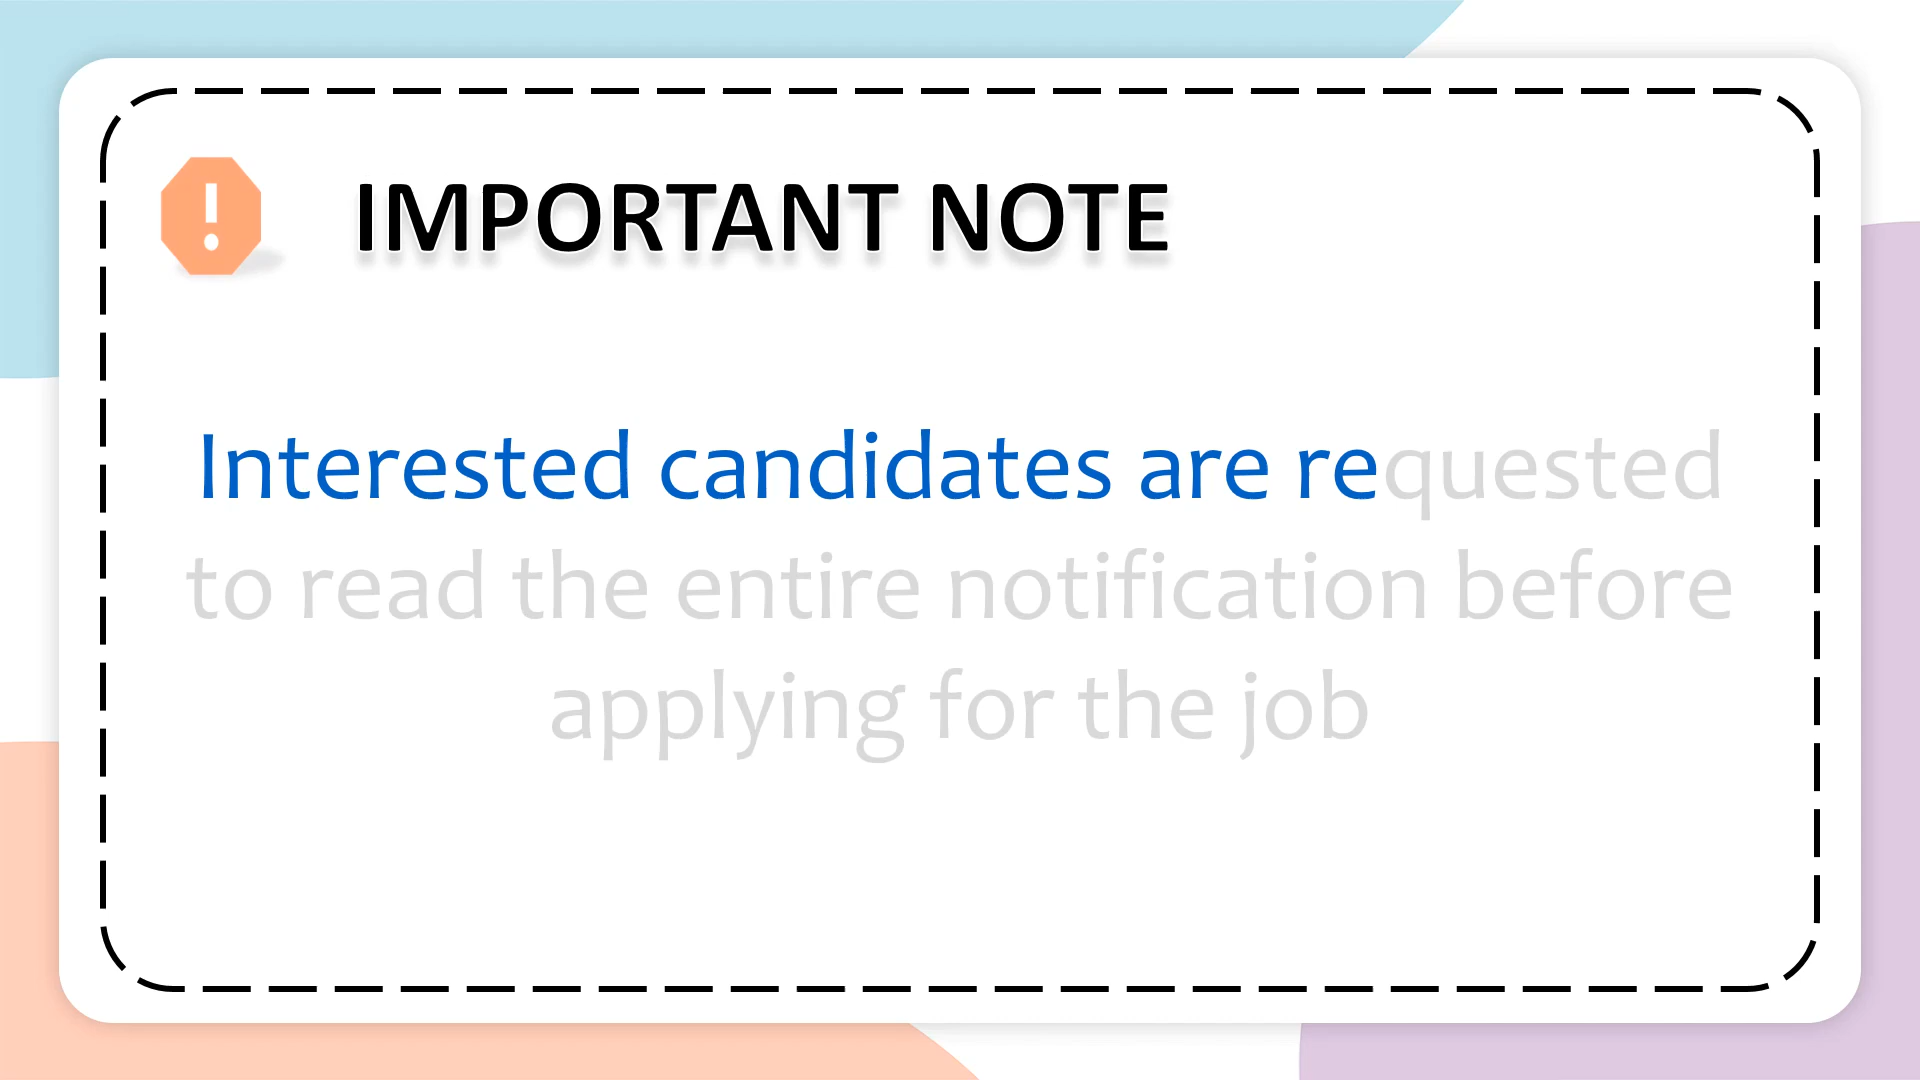 IMPORTANT NOTE
Interested candidates are requested
to read the entire notification before
applying for the job